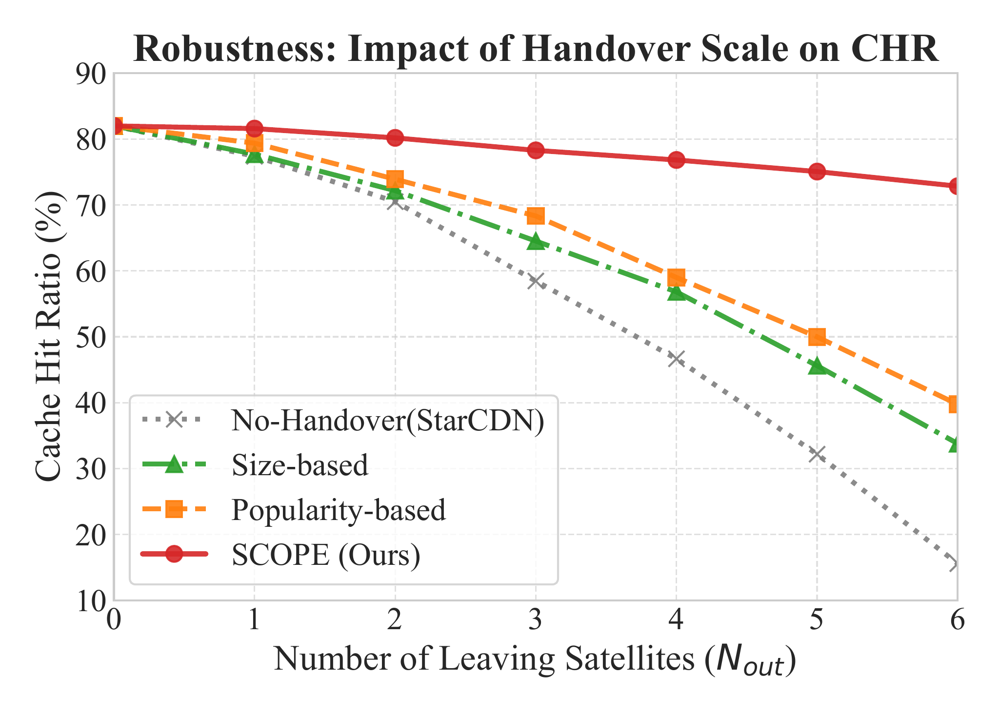 Robustness: Impact of Handover Scale on CHR
Cache Hit Ratio (%)
90
80
70
60
50
40
30
20
10
No-Handover(StarCDN)
Size-based
Popularity-based
SCOPE (Ours)
0 1 2 3 4 5 6
Number of Leaving Satellites (N_out)